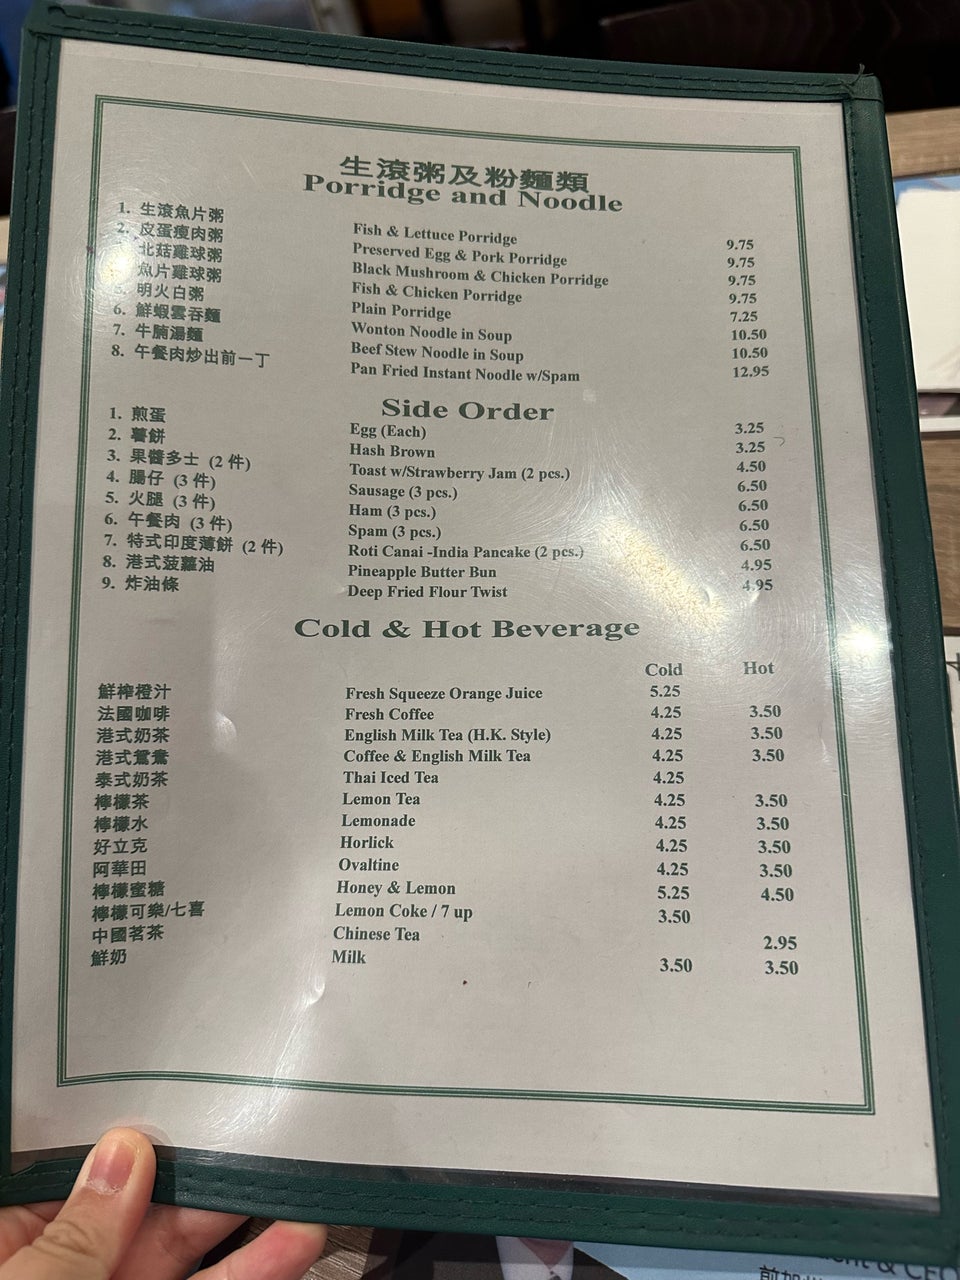 生滾粥及粉麵類
Porridge and Noodle
1. 生滾魚片粥 Fish & Lettuce Porridge 9.75
2. 皮蛋瘦肉粥 Preserved Egg & Pork Porridge 9.75
北菇雞球粥 Black Mushroom & Chicken Porridge 9.75
魚片雞球粥 Fish & Chicken Porridge 9.75
明火白粥 Plain Porridge 7.25
6. 鮮蝦雲吞麵 Wonton Noodle in Soup 10.50
7. 牛腩湯麵 Beef Stew Noodle in Soup 10.50
8. 午餐肉炒出前一丁 Pan Fried Instant Noodle w/Spam 12.95
Side Order
1. 煎蛋 Egg (Each) 3.25
2. 薯餅 Hash Brown 3.25
3. 果醬多士 (2 件) Toast w/Strawberry Jam (2 pcs.) 4.50
4. 腸仔 (3 件) Sausage (3 pcs.) 6.50
5. 火腿 (3 件) Ham (3 pcs.) 6.50
6. 午餐肉 (3 件) Spam (3 pcs.) 6.50
7. 特式印度薄餅 (2 件) Roti Canai -India Pancake (2 pcs.) 6.50
8. 港式菠蘿油 Pineapple Butter Bun 4.95
9. 炸油條 Deep Fried Flour Twist 4.95
Cold & Hot Beverage
Cold Hot
鮮榨橙汁 Fresh Squeeze Orange Juice 5.25
法國咖啡 Fresh Coffee 4.25 3.50
港式奶茶 English Milk Tea (H.K. Style) 4.25 3.50
港式鴛鴦 Coffee & English Milk Tea 4.25 3.50
泰式奶茶 Thai Iced Tea 4.25
檸檬茶 Lemon Tea 4.25 3.50
檸檬水 Lemonade 4.25 3.50
好立克 Horlick 4.25 3.50
阿華田 Ovaltine 4.25 3.50
檸檬蜜糖 Honey & Lemon 5.25 4.50
檸檬可樂/七喜 Lemon Coke / 7 up 3.50
中國茗茶 Chinese Tea 2.95
鮮奶 Milk 3.50 3.50
& CFO